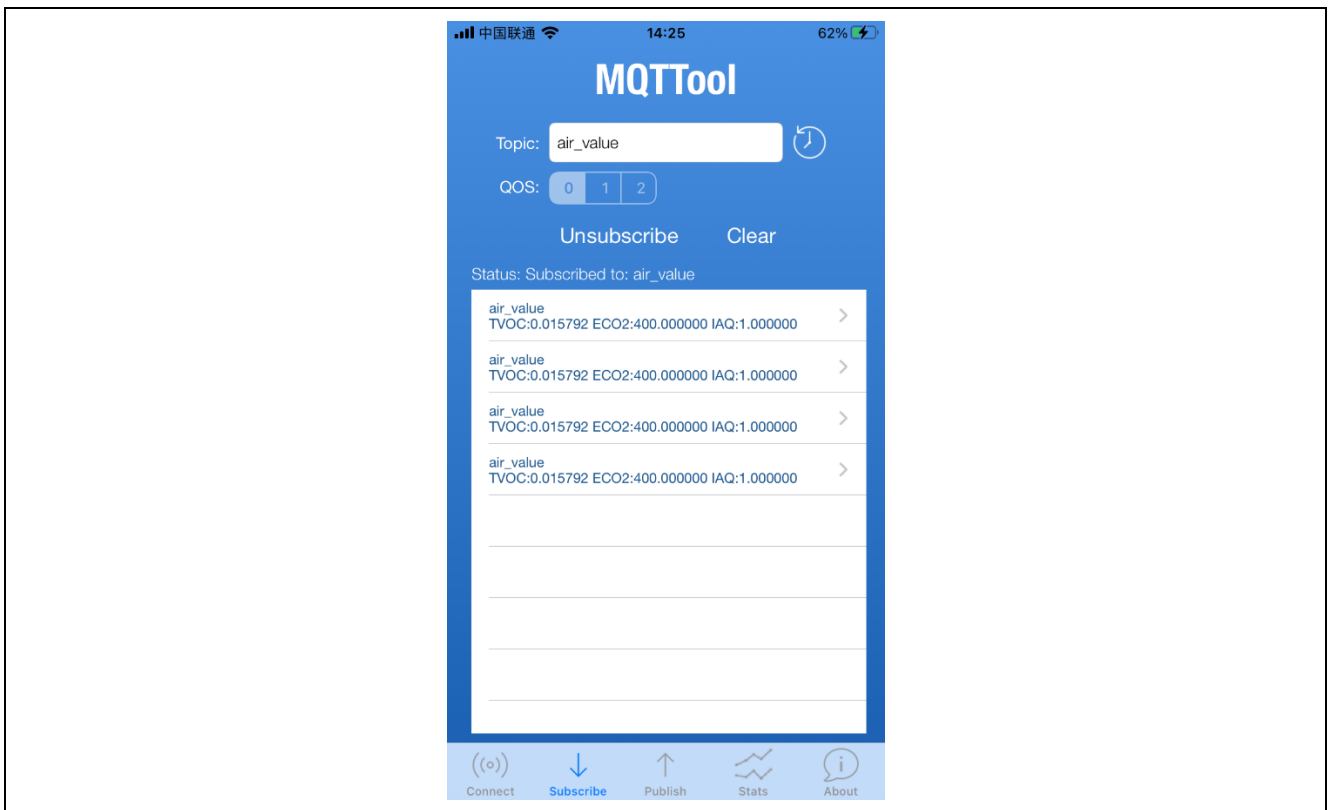 中国联通 14:25 62%
MQTTool
Topic: air_value
QOS: 0 1 2
Unsubscribe Clear
Status: Subscribed to: air_value
air_value
TVOC:0.015792 ECO2:400.000000 IAQ:1.000000
air_value
TVOC:0.015792 ECO2:400.000000 IAQ:1.000000
air_value
TVOC:0.015792 ECO2:400.000000 IAQ:1.000000
air_value
TVOC:0.015792 ECO2:400.000000 IAQ:1.000000
Connect Subscribe Publish Stats About